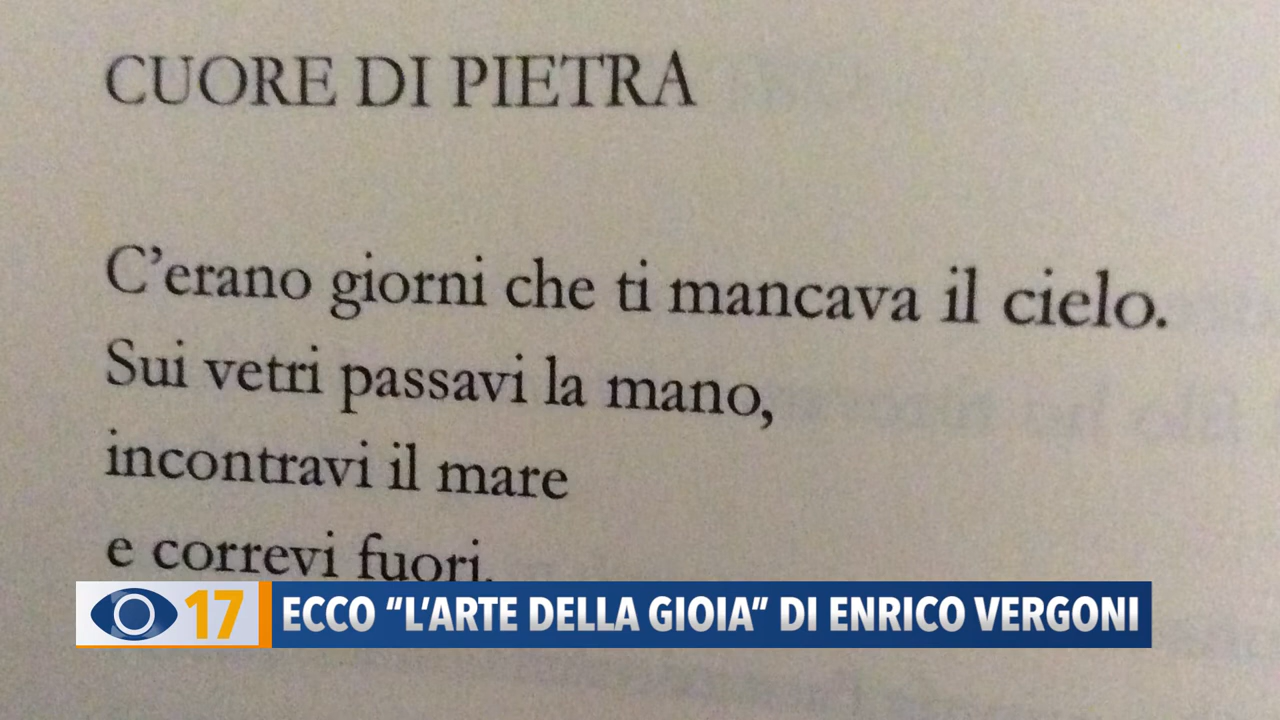 CUORE DI PIETRA
C'erano giorni che ti mancava il cielo.
Sui vetri passavi la mano,
incontravi il mare
e correvi fuori.
17 ECCO “L’ARTE DELLA GIOIA” DI ENRICO VERGONI